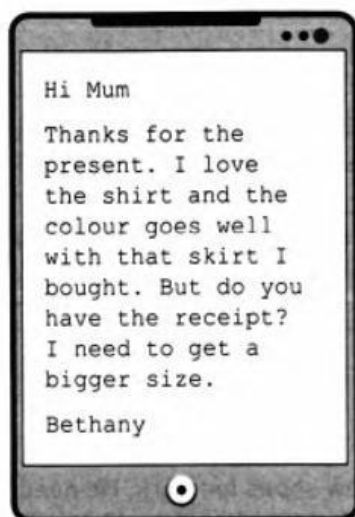 Hi Mum
Thanks for the
present. I love
the shirt and the
colour goes well
with that skirt I
bought. But do you
have the receipt?
I need to get a
bigger size.
Bethany